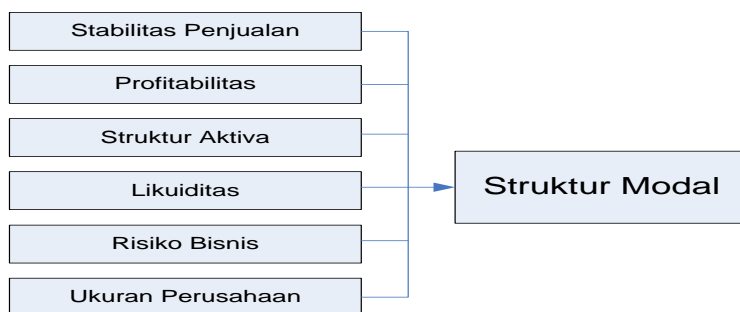 Stabilitas Penjualan
Profitabilitas
Struktur Aktiva
Likuiditas
Risiko Bisnis
Ukuran Perusahaan
Struktur Modal